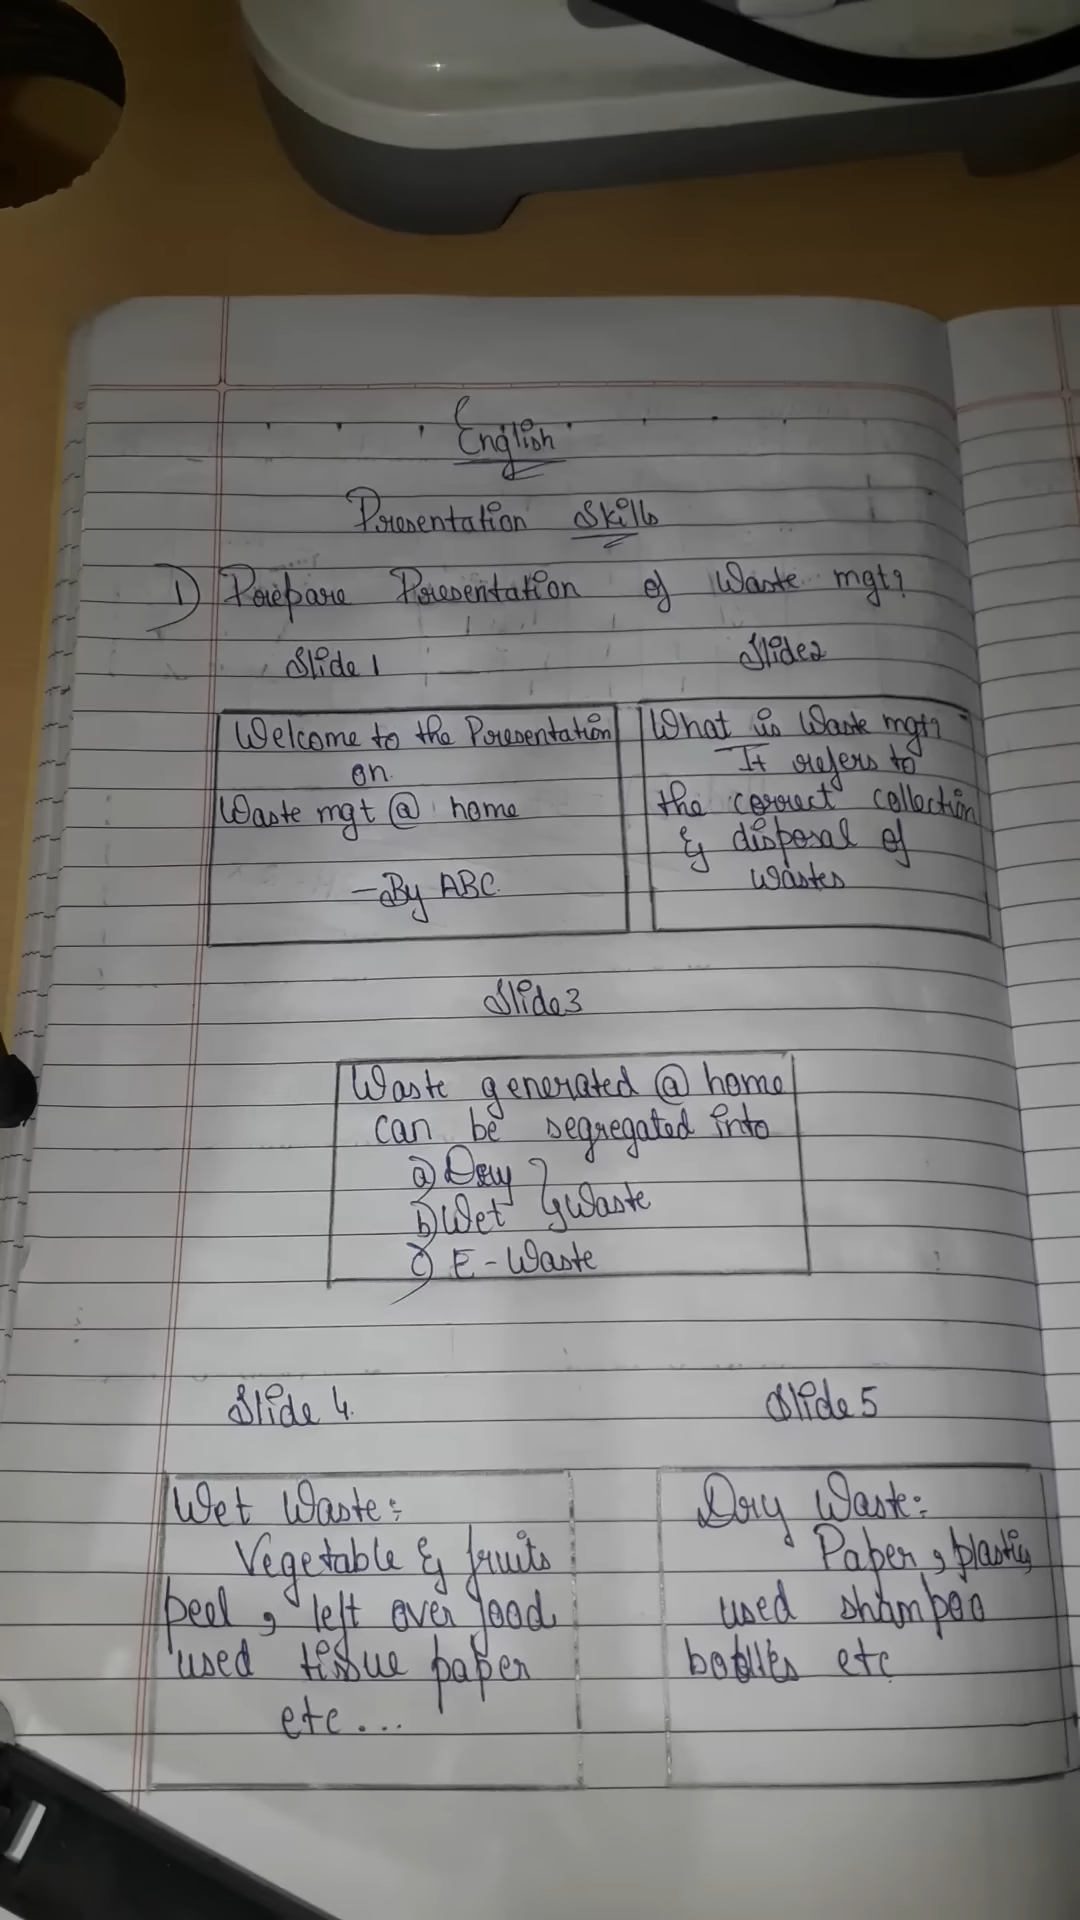 English
Presentation Skills
1) Prepare Presentation of Waste mgt?
Slide 1
Slide 2
Welcome to the Presentation
on
Waste mgt @ home
- By ABC.
What is Waste mgt?
It refers to
the correct collection
& disposal of
wastes
Slide 3
Waste generated @ home
can be segregated into
a) Dry
b) Wet } Waste
c) E - Waste
Slide 4.
Slide 5
Wet Waste:
Vegetable & fruits
peel, left over food
used tissue paper
etc...
Dry Waste:
Paper, plastic,
used shampoo
bottles etc